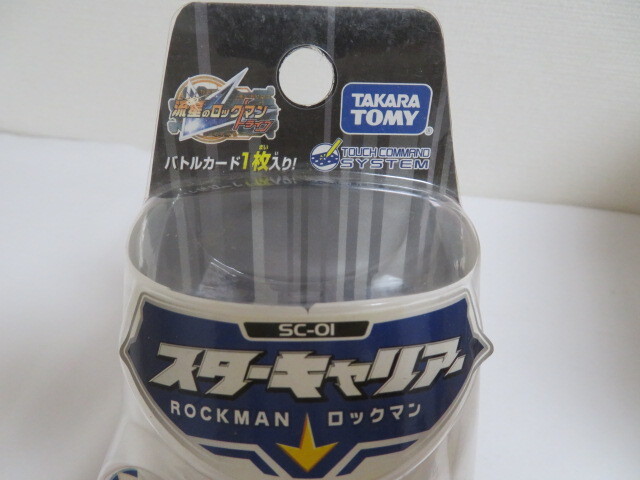 流星のロックマン
トライブ
TAKARA
TOMY
バトルカード1枚入り!
まい
TOUCH COMMAND
SYSTEM
SC-01
スターキャリアー
ROCKMAN ロックマン